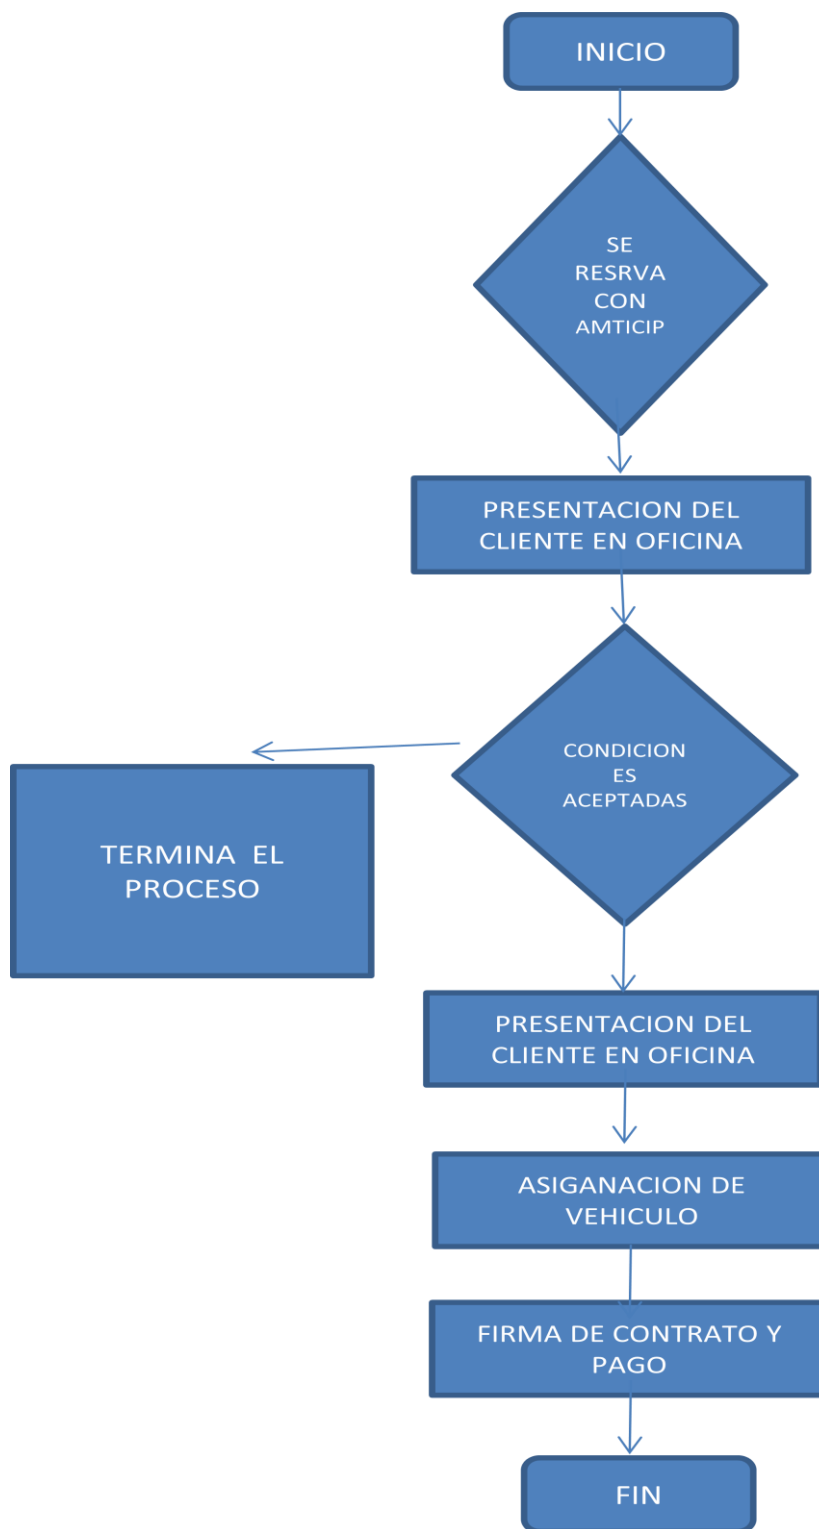 INICIO
SE
RESRVA
CON
AMTICIP
PRESENTACION DEL
CLIENTE EN OFICINA
CONDICION
ES
ACEPTADAS
TERMINA EL
PROCESO
PRESENTACION DEL
CLIENTE EN OFICINA
ASIGANACION DE
VEHICULO
FIRMA DE CONTRATO Y
PAGO
FIN